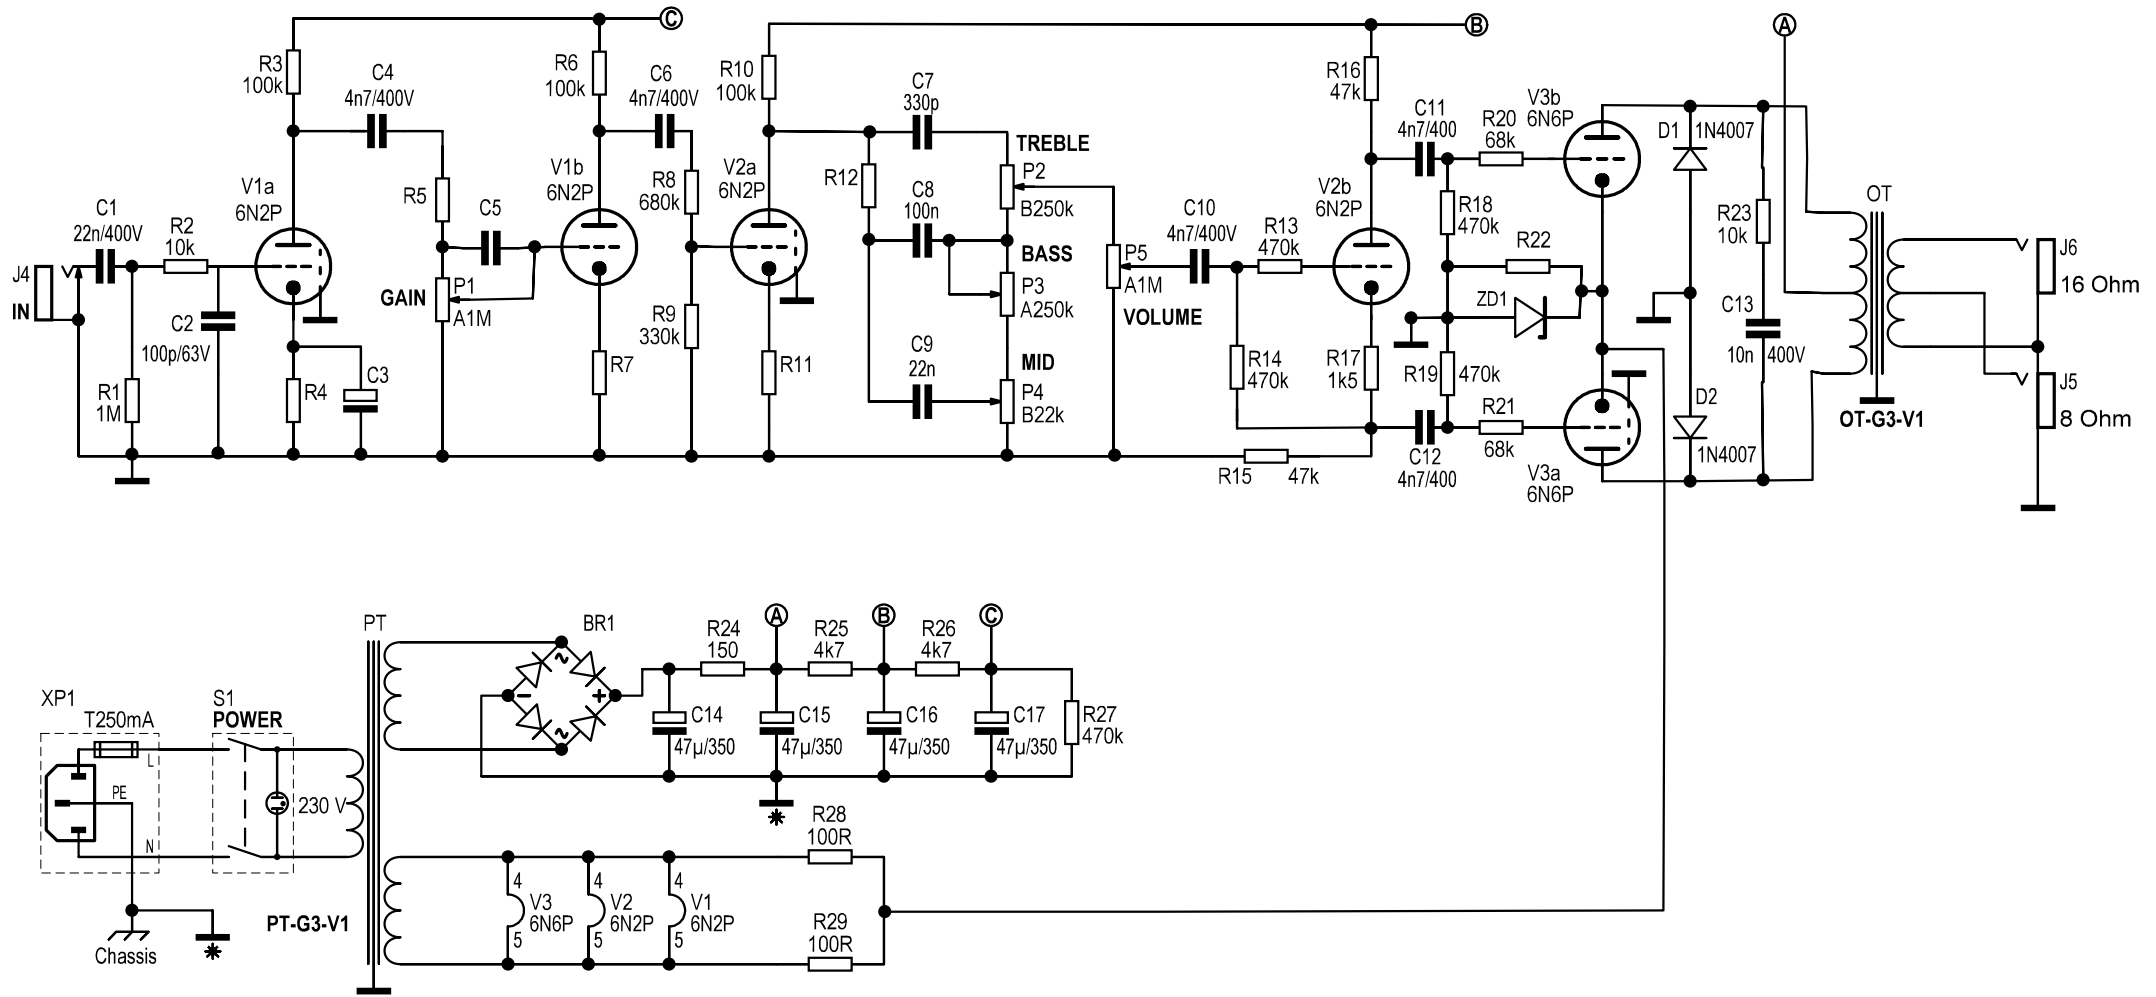 C
B
A
R3
100k
C4
4n7/400V
R6
100k
C6
4n7/400V
R10
100k
C7
330p
R16
47k
C11
4n7/400
R20
68k
V3b
6N6P
D1
1N4007
TREBLE
P2
B250k
V1a
6N2P
R5
C5
V1b
6N2P
R8
680k
V2a
6N2P
R12
C8
100n
C1
22n/400V
R2
10k
C10
4n7/400V
R13
470k
V2b
6N2P
R18
470k
R22
R23
10k
OT
J4
IN
GAIN
P1
A1M
BASS
P3
A250k
P5
A1M
VOLUME
ZD1
J6
16 Ohm
C2
100p/63V
R9
330k
C9
22n
MID
P4
B22k
R14
470k
R17
1k5
R19
470k
C13
10n
400V
R1
1M
R4
C3
R7
R11
R21
68k
D2
1N4007
J5
8 Ohm
OT-G3-V1
R15
47k
C12
4n7/400
V3a
6N6P
PT
BR1
A
B
C
R24
150
R25
4k7
R26
4k7
XP1
T250mA
S1
POWER
~
-
+
~
C14
47µ/350
C15
47µ/350
C16
47µ/350
C17
47µ/350
R27
470k
L
PE
N
230 V
R28
100R
4
V3
6N6P
5
4
V2
6N2P
5
4
V1
6N2P
5
R29
100R
PT-G3-V1
Chassis